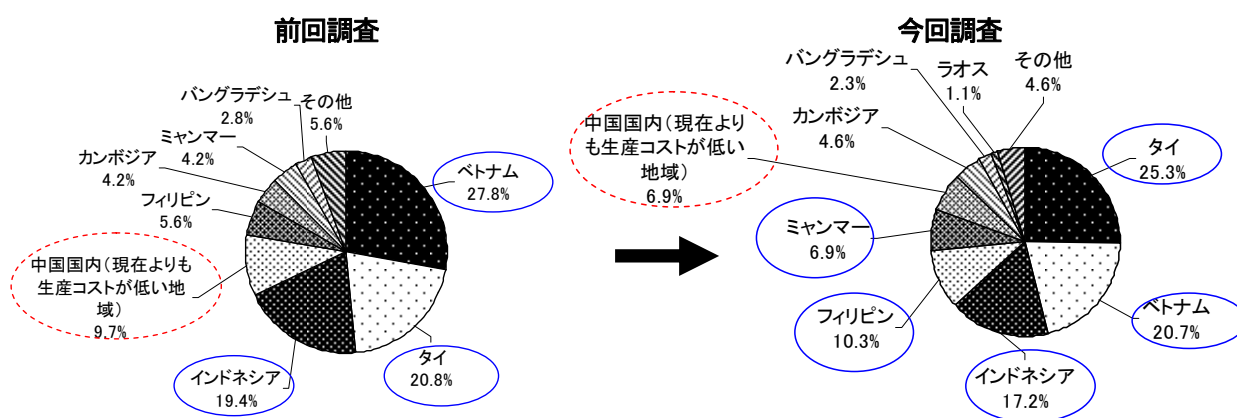 前回調査
バングラデシュ
2.8%
その他
5.6%
ミャンマー
4.2%
カンボジア
4.2%
フィリピン
5.6%
中国国内(現在よりも
生産コストが低い地
域)
9.7%
インドネシア
19.4%
タイ
20.8%
ベトナム
27.8%
今回調査
バングラデシュ
2.3%
ラオス
1.1%
その他
4.6%
カンボジア
4.6%
中国国内(現在より
も生産コストが低い
地域)
6.9%
ミャンマー
6.9%
フィリピン
10.3%
インドネシア
17.2%
ベトナム
20.7%
タイ
25.3%